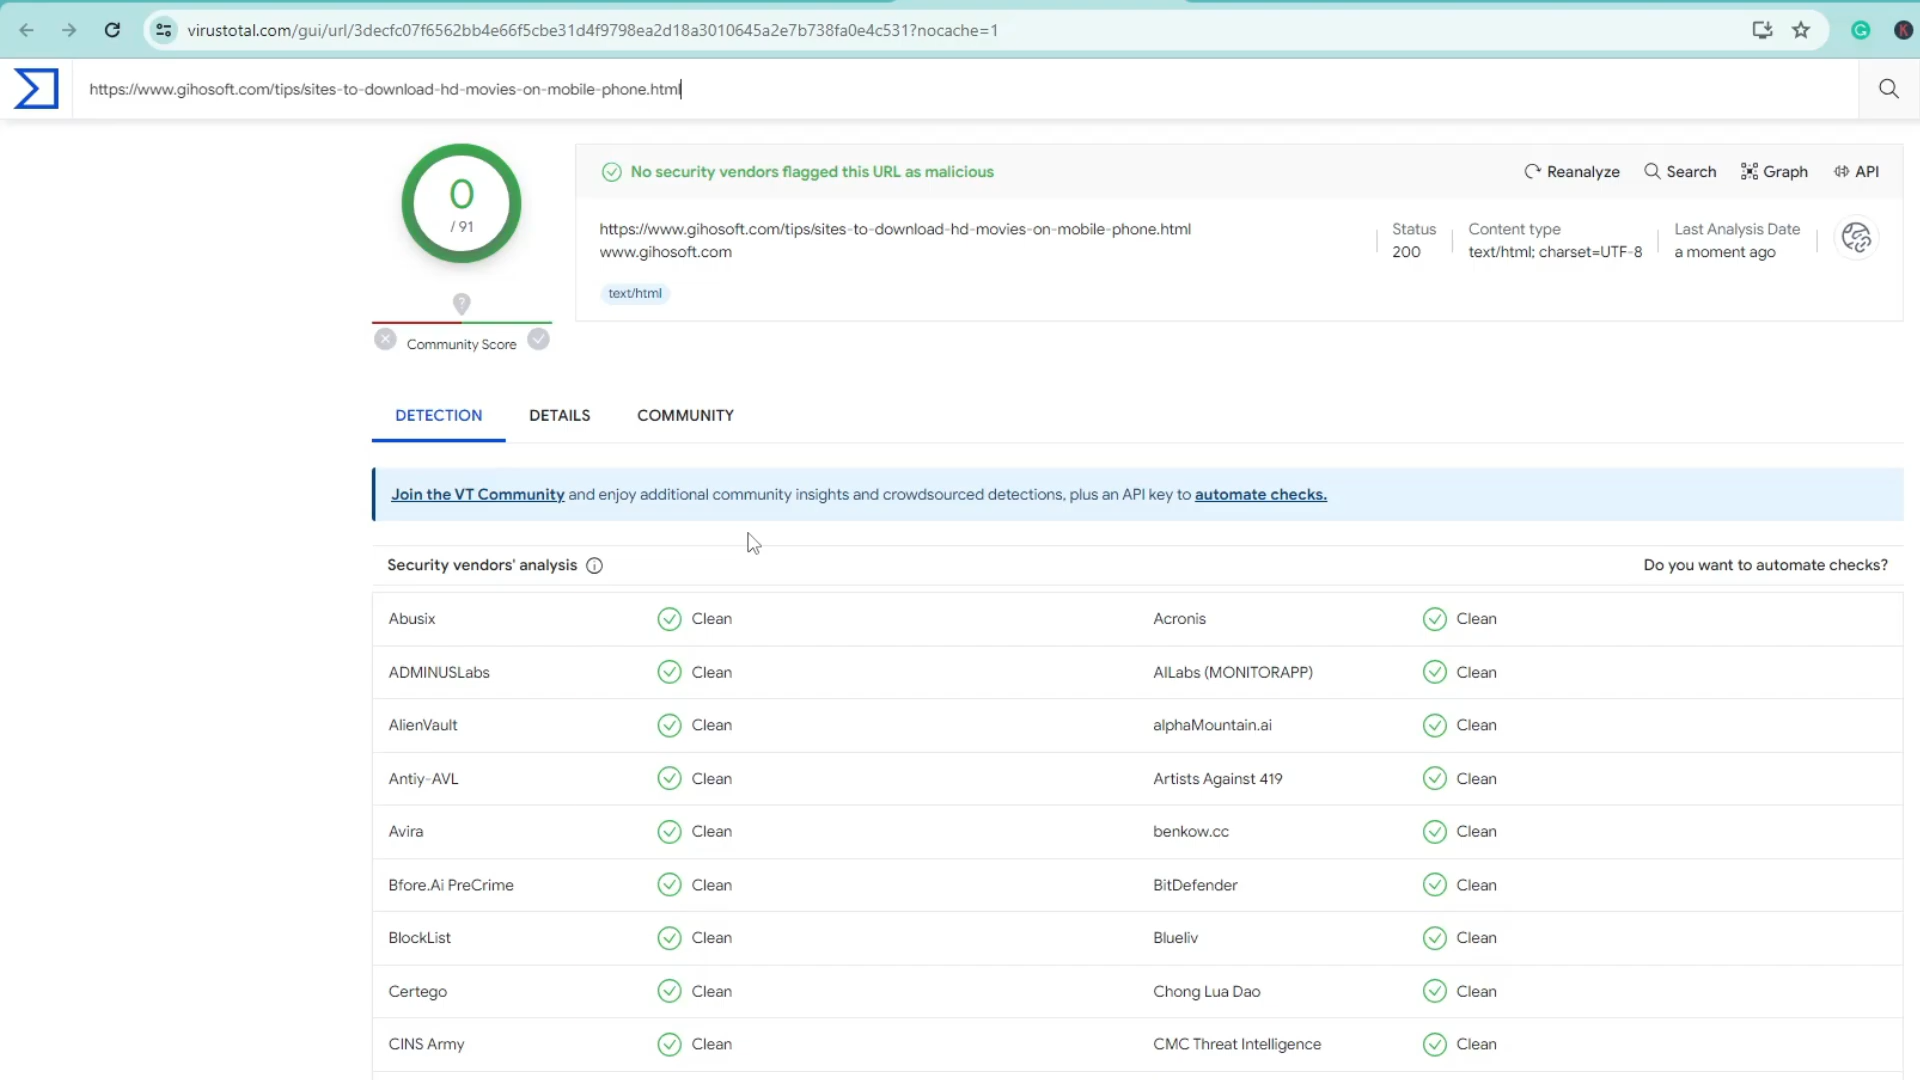 virustotal.com/gui/url/3decfc07f6562bb4e66f5cbe31d4f9798ea2d18a3010645a2e7b738fa0e4c531?nocache=1
https://www.gihosoft.com/tips/sites-to-download-hd-movies-on-mobile-phone.html
0
/ 91
Community Score
No security vendors flagged this URL as malicious
Reanalyze Search Graph API
https://www.gihosoft.com/tips/sites-to-download-hd-movies-on-mobile-phone.html
www.gihosoft.com
text/html
Status
200
Content type
text/html; charset=UTF-8
Last Analysis Date
a moment ago
DETECTION DETAILS COMMUNITY
Join the VT Community and enjoy additional community insights and crowdsourced detections, plus an API key to automate checks.
Security vendors' analysis Do you want to automate checks?
Abusix Clean Acronis Clean
ADMINUSLabs Clean AILabs (MONITORAPP) Clean
AlienVault Clean alphaMountain.ai Clean
Antiy-AVL Clean Artists Against 419 Clean
Avira Clean benkow.cc Clean
Bfore.Ai PreCrime Clean BitDefender Clean
BlockList Clean Blueliv Clean
Certego Clean Chong Lua Dao Clean
CINS Army Clean CMC Threat Intelligence Clean